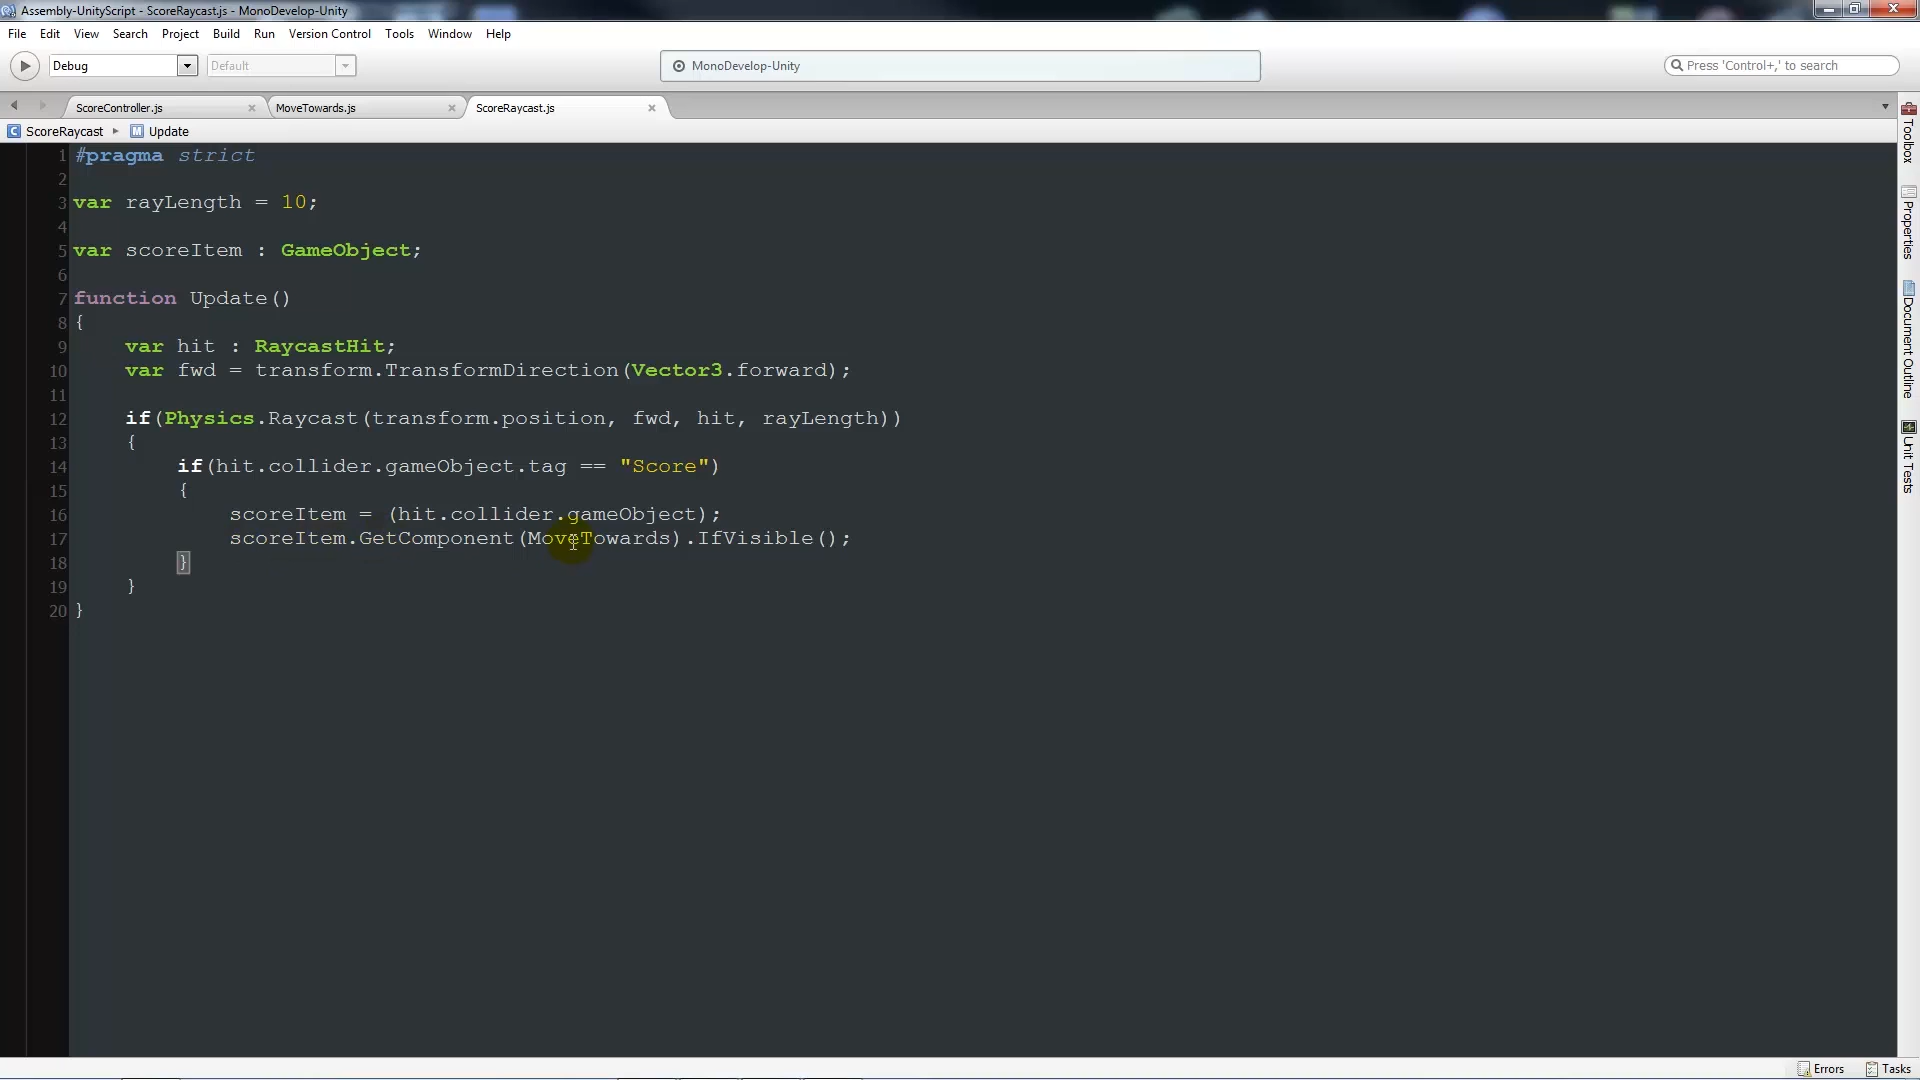 Assembly-UnityScript - ScoreRaycast.js - MonoDevelop-Unity
File Edit View Search Project Build Run Version Control Tools Window Help
Debug Default MonoDevelop-Unity Press 'Control+,' to search
ScoreController.js MoveTowards.js ScoreRaycast.js
ScoreRaycast Update
1 #pragma strict
2
3 var rayLength = 10;
4
5 var scoreItem : GameObject;
6
7 function Update()
8 {
9 var hit : RaycastHit;
10 var fwd = transform.TransformDirection(Vector3.forward);
11
12 if(Physics.Raycast(transform.position, fwd, hit, rayLength))
13 {
14 if(hit.collider.gameObject.tag == "Score")
15 {
16 scoreItem = (hit.collider.gameObject);
17 scoreItem.GetComponent(MoveTowards).IfVisible();
18 }
19 }
20 }
Toolbox
Properties
Document Outline
Unit Tests
Errors Tasks